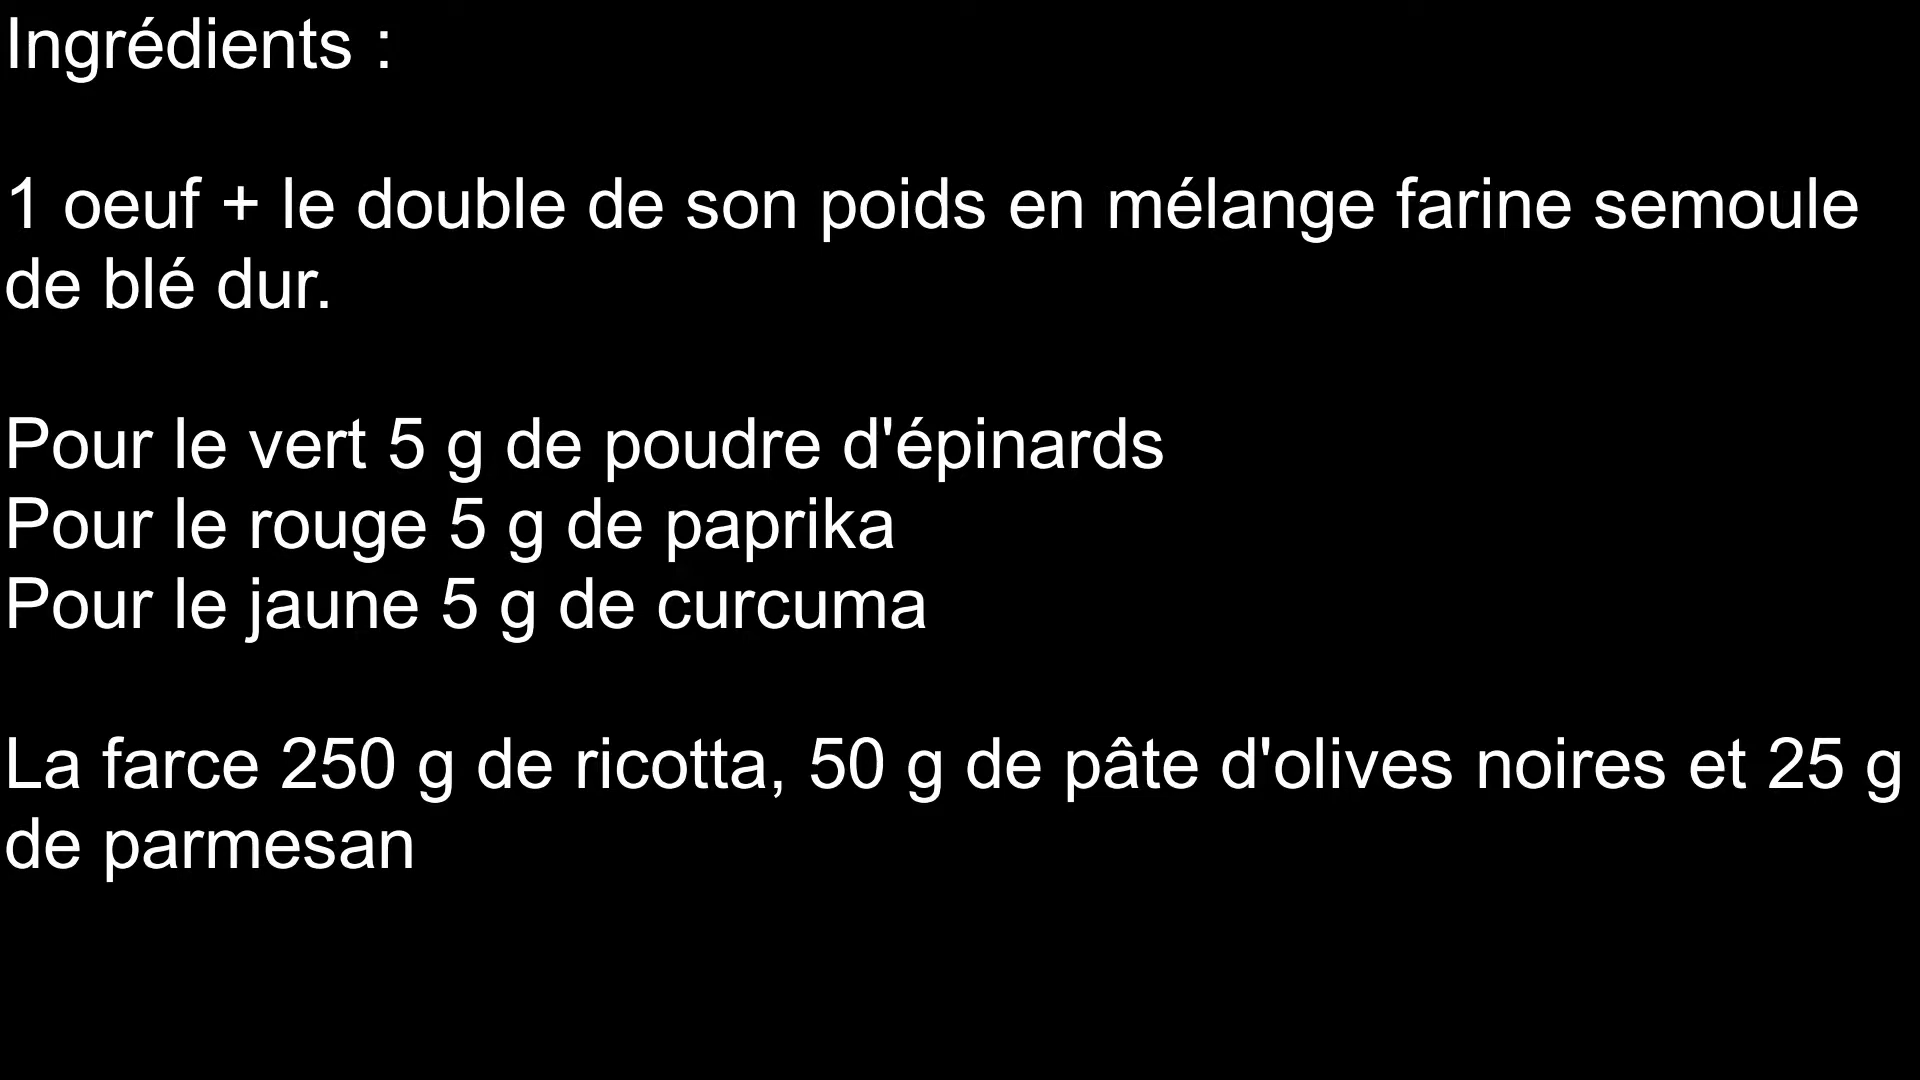 Ingrédients :
1 oeuf + le double de son poids en mélange farine semoule
de blé dur.
Pour le vert 5 g de poudre d'épinards
Pour le rouge 5 g de paprika
Pour le jaune 5 g de curcuma
La farce 250 g de ricotta, 50 g de pâte d'olives noires et 25 g
de parmesan